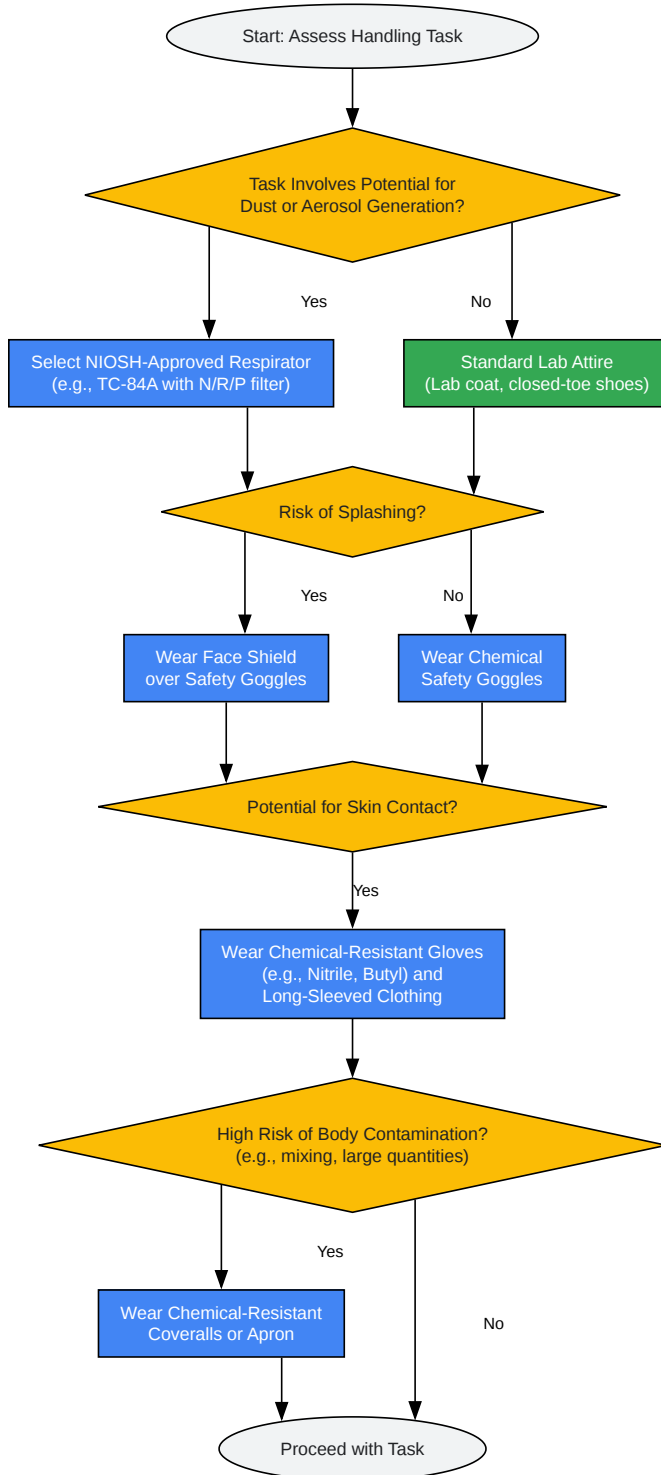 Start: Assess Handling Task
Task Involves Potential for
Dust or Aerosol Generation?
Yes
No
Select NIOSH-Approved Respirator
(e.g., TC-84A with N/R/P filter)
Standard Lab Attire
(Lab coat, closed-toe shoes)
Risk of Splashing?
Yes
No
Wear Face Shield
over Safety Goggles
Wear Chemical
Safety Goggles
Potential for Skin Contact?
Yes
Wear Chemical-Resistant Gloves
(e.g., Nitrile, Butyl) and
Long-Sleeved Clothing
High Risk of Body Contamination?
(e.g., mixing, large quantities)
Yes
Wear Chemical-Resistant
Coveralls or Apron
No
Proceed with Task